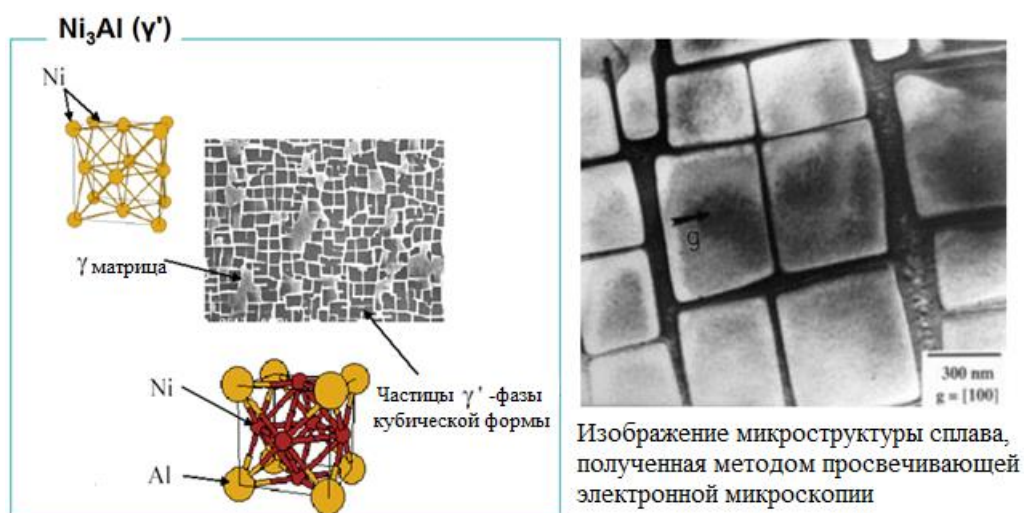 Ni₃Al (γ')
Ni
γ матрица
Частицы γ' -фазы
кубической формы
Ni
Al
g
300 nm
g = [100]
Изображение микроструктуры сплава,
полученная методом просвечивающей
электронной микроскопии